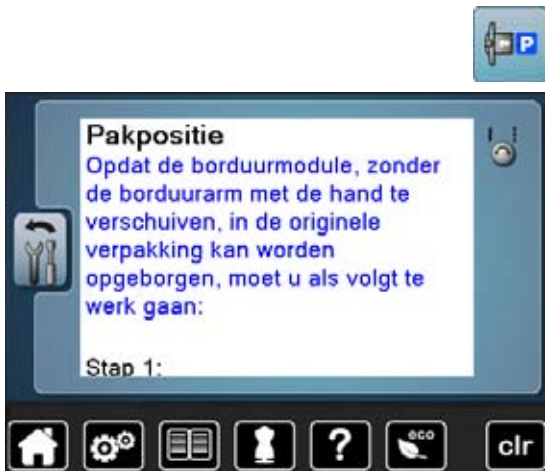 P
Pakpositie
Opdat de borduurmodule, zonder
de borduurarm met de hand te
verschuiven, in de originele
verpakking kan worden
opgeborgen, moet u als volgt te
werk gaan:
Stap 1:
? eco clr